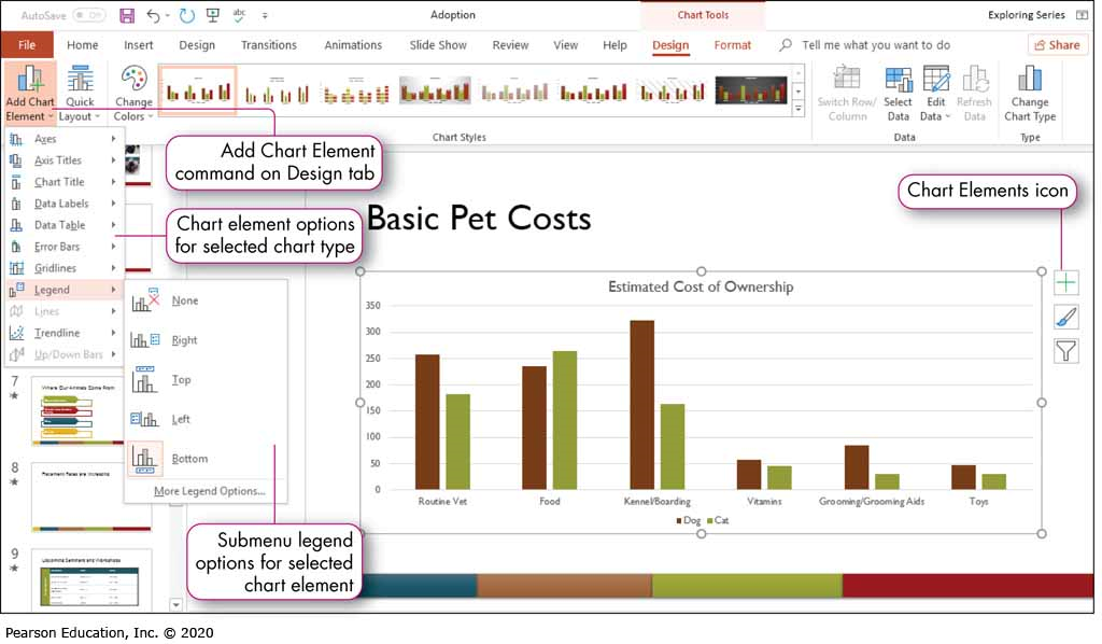 AutoSave Off
abc
Adoption
Chart Tools
Exploring Series
File Home Insert Design Transitions Animations Slide Show Review View Help Design Format Tell me what you want to do Share
Add Chart Element
Quick Layout
Change Colors
Chart Styles
Switch Row/ Column
Select Data
Edit Data
Refresh Data
Data
Change Chart Type
Type
Axes
Axis Titles
Chart Title
Data Labels
Data Table
Error Bars
Gridlines
Legend
Lines
Trendline
Up/Down Bars
None
Right
Top
Left
Bottom
More Legend Options...
Add Chart Element
command on Design tab
Chart element options
for selected chart type
Submenu legend
options for selected
chart element
Chart Elements icon
7
Where Our Animals Come From
8
Placement Rates are Increasing
9
Upcoming Seminars and Workshops
Basic Pet Costs
Estimated Cost of Ownership
350
300
250
200
150
100
50
0
Routine Vet Food Kennel/Boarding Vitamins Grooming/Grooming Aids Toys
Dog Cat
Pearson Education, Inc. © 2020